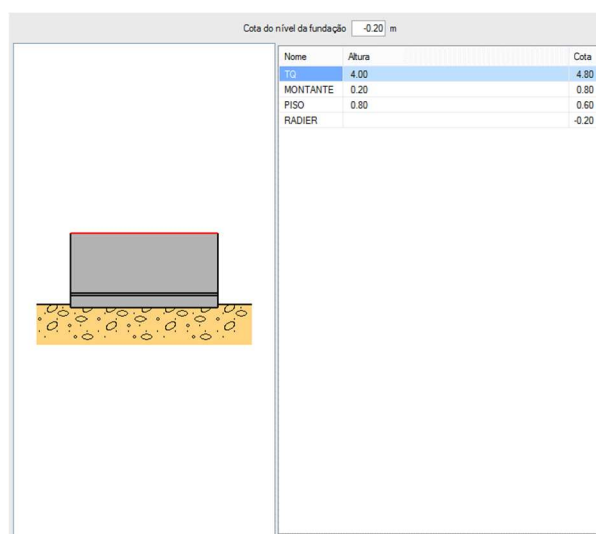 Cota do nível da fundação -0.20 m
Nome Altura Cota
TQ 4.00 4.80
MONTANTE 0.20 0.80
PISO 0.80 0.60
RADIER -0.20